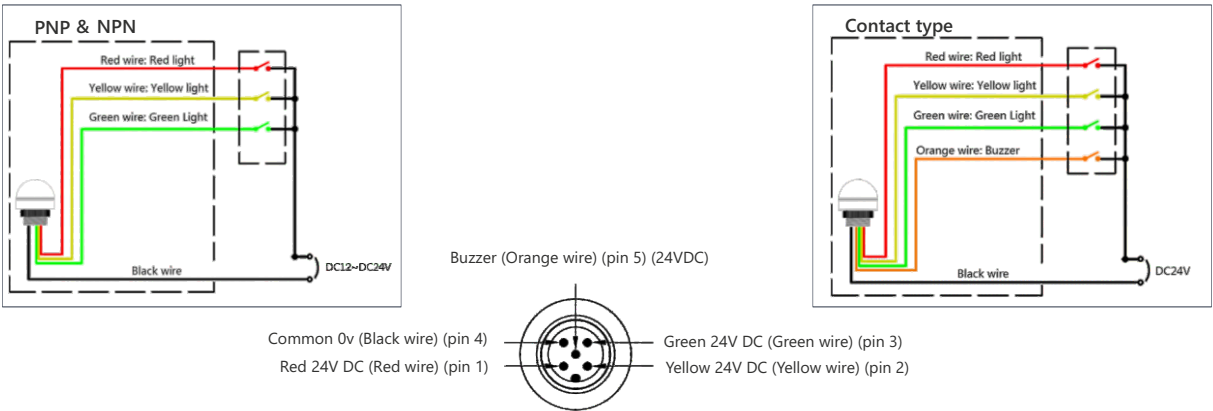 PNP & NPN
Red wire: Red light
Yellow wire: Yellow light
Green wire: Green Light
Black wire
DC12~DC24V
Contact type
Red wire: Red light
Yellow wire: Yellow light
Green wire: Green Light
Orange wire: Buzzer
Black wire
DC24V
Buzzer (Orange wire) (pin 5) (24VDC)
Common 0v (Black wire) (pin 4)
Green 24V DC (Green wire) (pin 3)
Red 24V DC (Red wire) (pin 1)
Yellow 24V DC (Yellow wire) (pin 2)